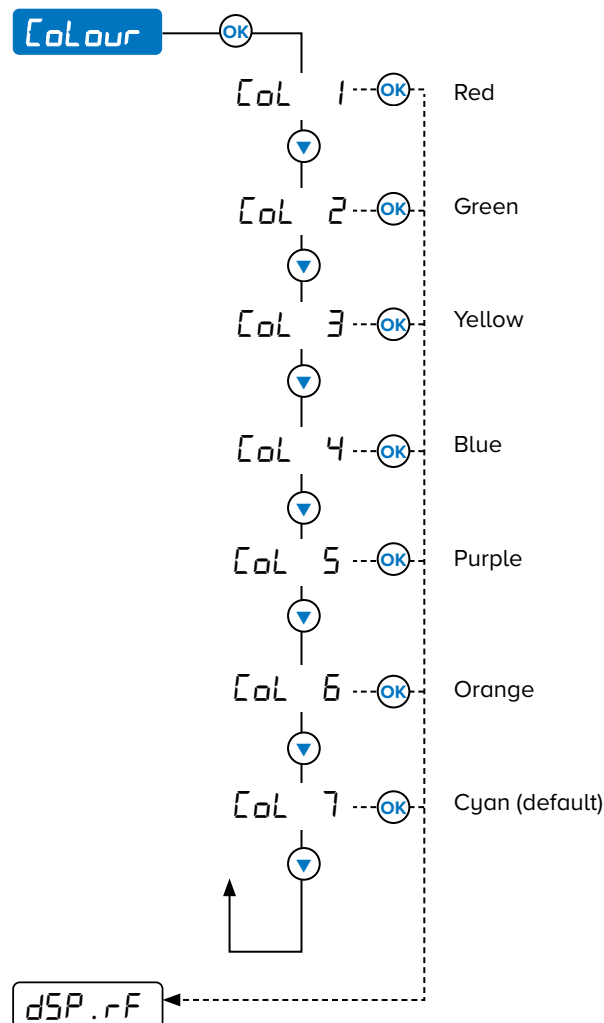 CoLour OK
CoL 1 OK Red
CoL 2 OK Green
CoL 3 OK Yellow
CoL 4 OK Blue
CoL 5 OK Purple
CoL 6 OK Orange
CoL 7 OK Cyan (default)
dSP.rF